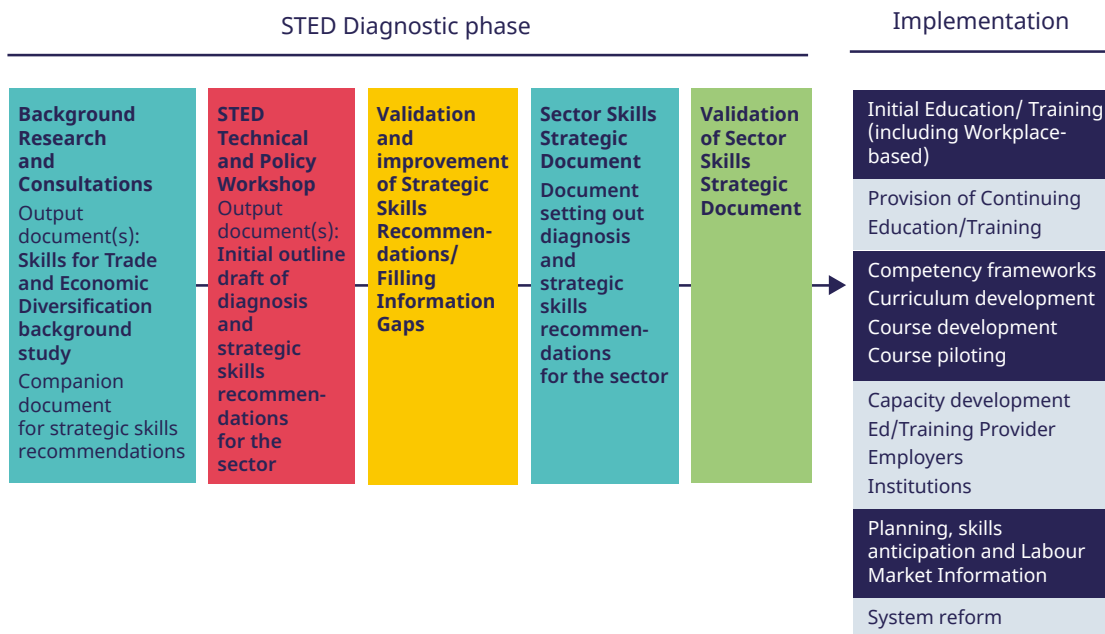 STED Diagnostic phase
Implementation
Background
Research
and
Consultations
Output
document(s):
Skills for Trade
and Economic
Diversification
background
study
Companion
document
for strategic skills
recommendations
STED
Technical
and Policy
Workshop
Output
document(s):
Initial outline
draft of
diagnosis
and
strategic
skills
recommen-
dations
for the
sector
Validation
and
improvement
of Strategic
Skills
Recommen-
dations/
Filling
Information
Gaps
Sector Skills
Strategic
Document
Document
setting out
diagnosis
and
strategic
skills
recommen-
dations
for the sector
Validation
of Sector
Skills
Strategic
Document
Initial Education/ Training
(including Workplace-
based)
Provision of Continuing
Education/Training
Competency frameworks
Curriculum development
Course development
Course piloting
Capacity development
Ed/Training Provider
Employers
Institutions
Planning, skills
anticipation and Labour
Market Information
System reform